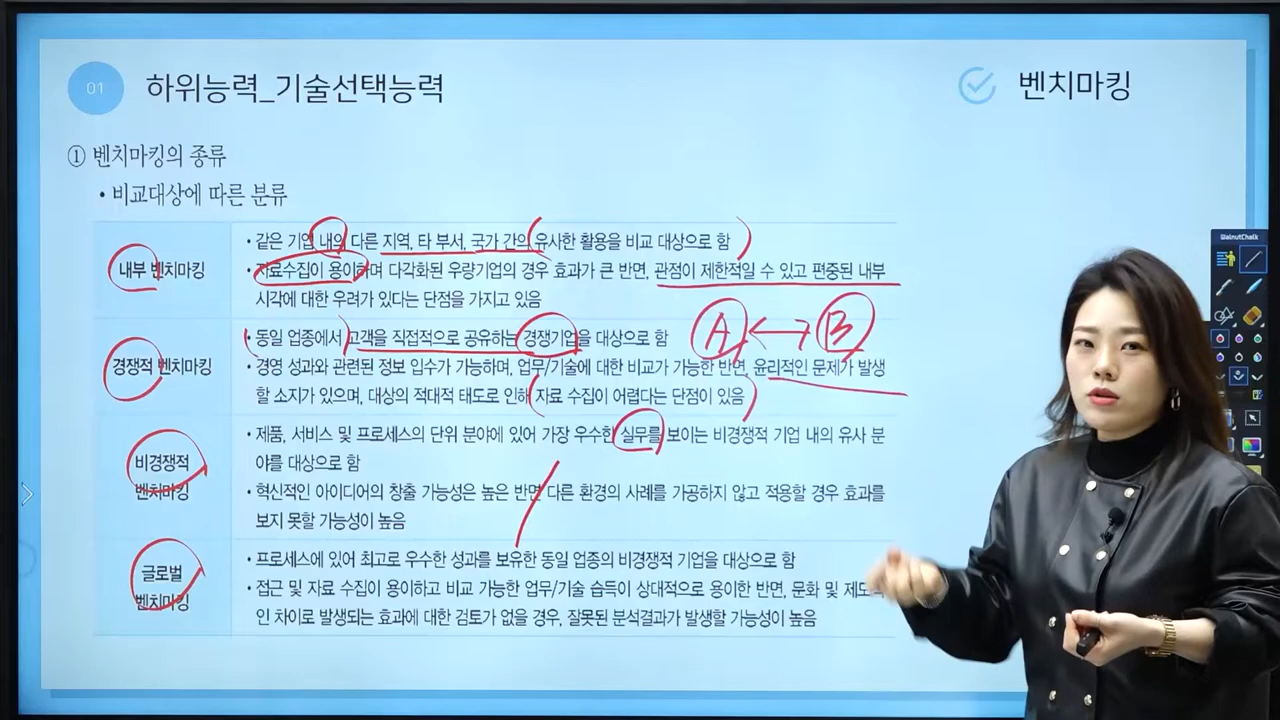 01
하위능력_기술선택능력
벤치마킹
① 벤치마킹의 종류
• 비교대상에 따른 분류
내부 벤치마킹
• 같은 기업 내의 다른 지역, 타 부서, 국가 간의 유사한 활용을 비교 대상으로 함
• 자료수집이 용이하며 다각화된 우량기업의 경우 효과가 큰 반면, 관점이 제한적일 수 있고 편중된 내부
시각에 대한 우려가 있다는 단점을 가지고 있음
경쟁적 벤치마킹
• 동일 업종에서 고객을 직접적으로 공유하는 경쟁기업을 대상으로 함
A ↔ B
• 경영 성과와 관련된 정보 입수가 가능하며, 업무/기술에 대한 비교가 가능한 반면, 윤리적인 문제가 발생
할 소지가 있으며, 대상의 적대적 태도로 인해 자료 수집이 어렵다는 단점이 있음
비경쟁적
벤치마킹
• 제품, 서비스 및 프로세스의 단위 분야에 있어 가장 우수한 실무를 보이는 비경쟁적 기업 내의 유사 분
야를 대상으로 함
• 혁신적인 아이디어의 창출 가능성은 높은 반면 다른 환경의 사례를 가공하지 않고 적용할 경우 효과를
보지 못할 가능성이 높음
글로벌
벤치마킹
• 프로세스에 있어 최고로 우수한 성과를 보유한 동일 업종의 비경쟁적 기업을 대상으로 함
• 접근 및 자료 수집이 용이하고 비교 가능한 업무/기술 습득이 상대적으로 용이한 반면, 문화 및 제도적
인 차이로 발생되는 효과에 대한 검토가 없을 경우, 잘못된 분석결과가 발생할 가능성이 높음
WalnutChalk